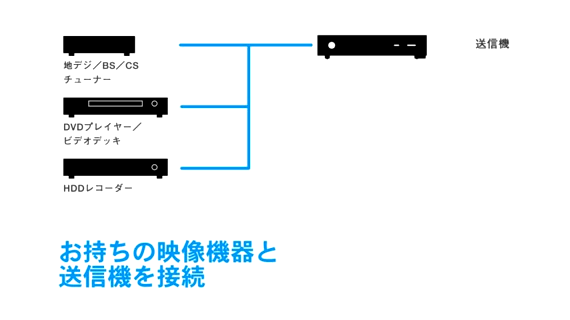 地デジ／BS／CS
チューナー
送信機
DVDプレイヤー／
ビデオデッキ
HDDレコーダー
お持ちの映像機器と
送信機を接続